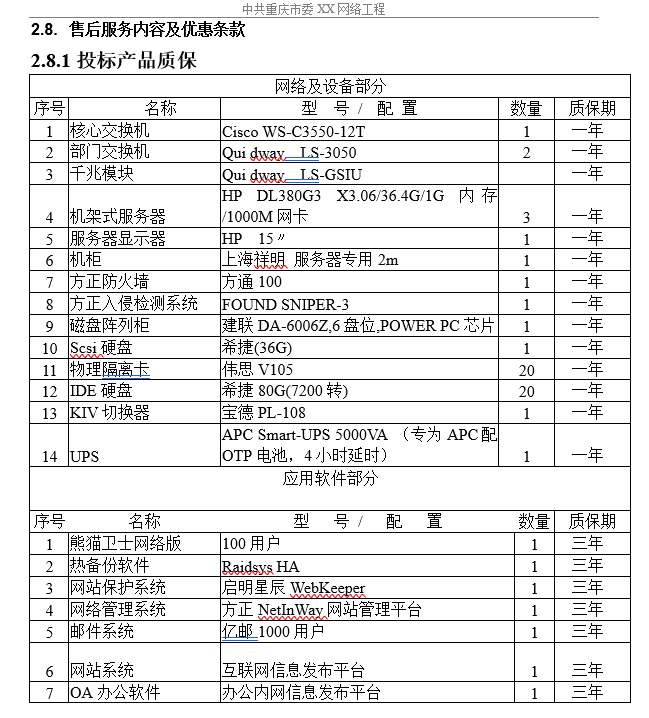 中共重庆市委 XX 网络工程
2.8. 售后服务内容及优惠条款
2.8.1 投标产品质保
网络及设备部分
序号 名称 型 号 / 配 置 数量 质保期
1 核心交换机 Cisco WS-C3550-12T 1 一年
2 部门交换机 Qui dway LS-3050 2 一年
3 千兆模块 Qui dway LS-GSIU 一年
HP DL380G3 X3.06/36.4G/1G 内 存
4 机架式服务器 /1000M 网卡 3 一年
5 服务器显示器 HP 15〃 1 一年
6 机柜 上海祥明 服务器专用 2m 1 一年
7 方正防火墙 方通 100 1 一年
8 方正入侵检测系统 FOUND SNIPER-3 1 一年
9 磁盘阵列柜 建联 DA-6006Z,6 盘位,POWER PC 芯片 1 一年
10 Scsi 硬盘 希捷(36G) 1 一年
11 物理隔离卡 伟思 V105 20 一年
12 IDE 硬盘 希捷 80G(7200 转) 20 一年
13 KIV 切换器 宝德 PL-108 1 一年
APC Smart-UPS 5000VA （专为 APC 配
14 UPS OTP 电池，4 小时延时） 1 一年
应用软件部分
序号 名称 型 号 / 配 置 数量 质保期
1 熊猫卫士网络版 100 用户 1 三年
2 热备份软件 Raidsys HA 1 三年
3 网站保护系统 启明星辰 WebKeeper 1 三年
4 网络管理系统 方正 NetInWay 网站管理平台 1 三年
5 邮件系统 亿邮 1000 用户 1 三年
6 网站系统 互联网信息发布平台 1 三年
7 OA 办公软件 办公内网信息发布平台 1 三年